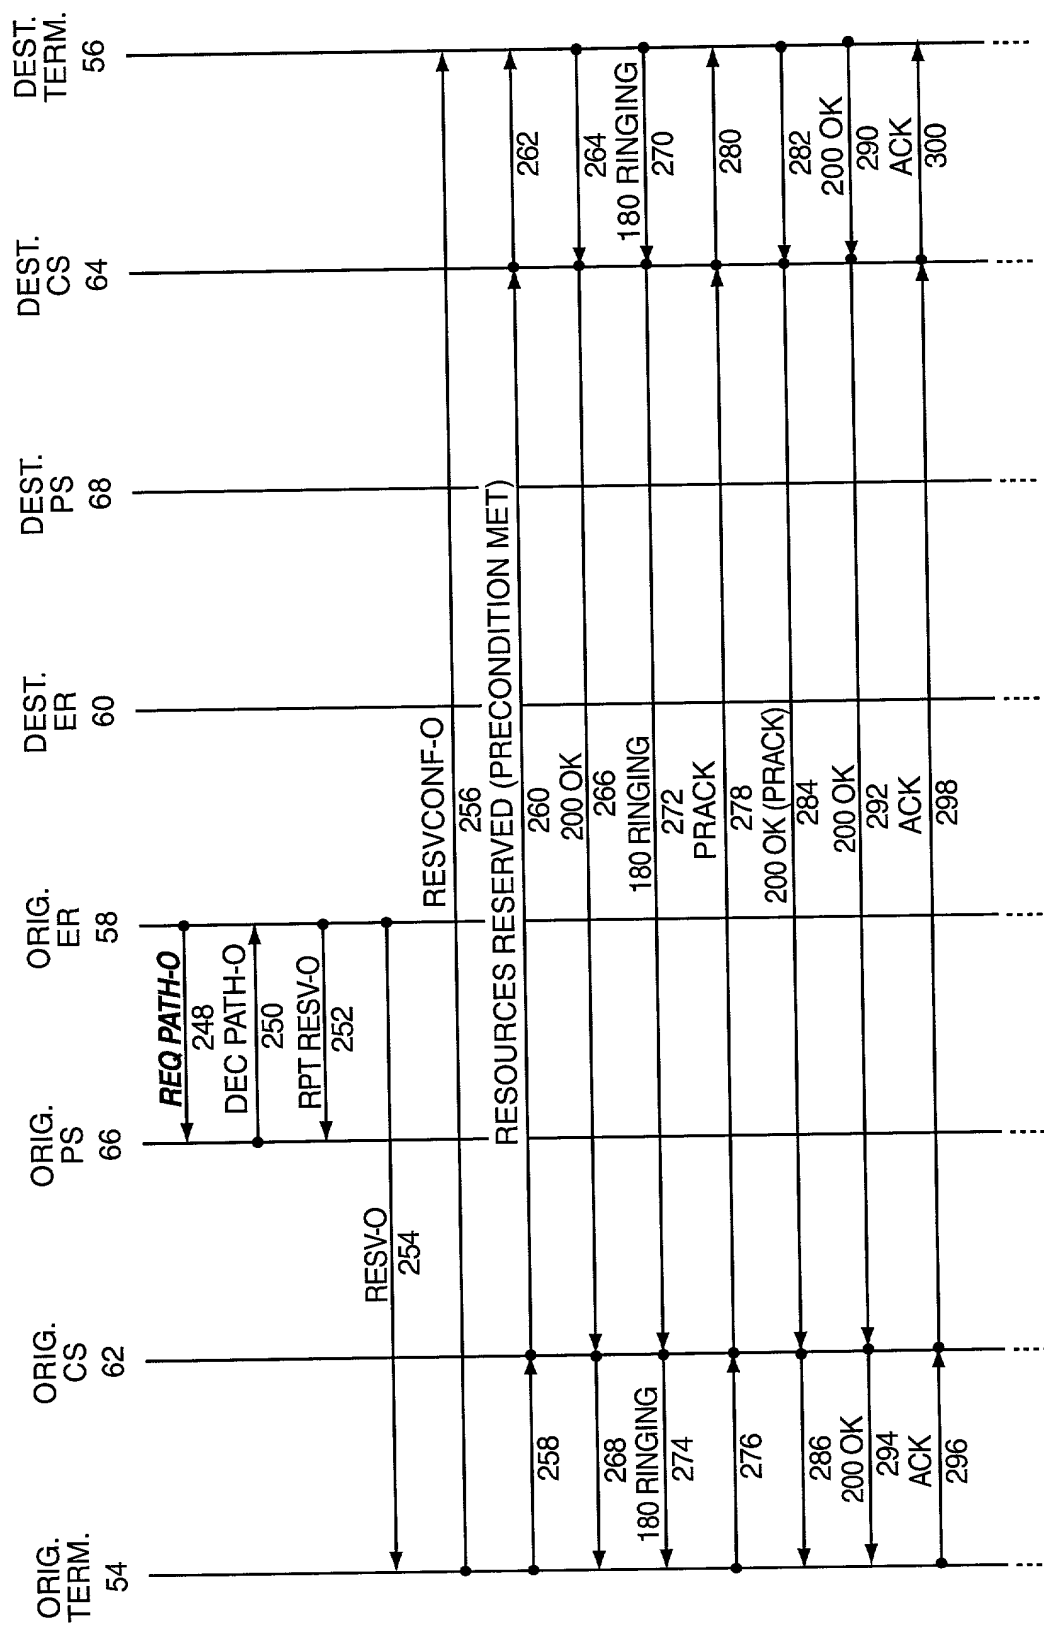 ORIG.
TERM.
54
ORIG.
CS
62
ORIG.
PS
66
ORIG.
ER
58
DEST.
ER
60
DEST.
PS
68
DEST.
CS
64
DEST.
TERM.
56
REQ PATH-O
248
DEC PATH-O
250
RPT RESV-O
252
RESV-O
254
RESVCONF-O
256
RESOURCES RESERVED (PRECONDITION MET)
258
260
262
200 OK
268
266
264
180 RINGING
274
180 RINGING
272
180 RINGING
270
PRACK
276
278
280
200 OK (PRACK)
286
284
282
200 OK
294
200 OK
292
200 OK
290
ACK
296
ACK
298
ACK
300